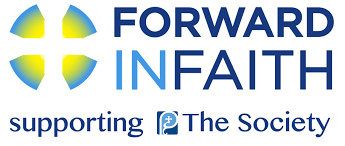 FORWARD
INFAITH
supporting The Society